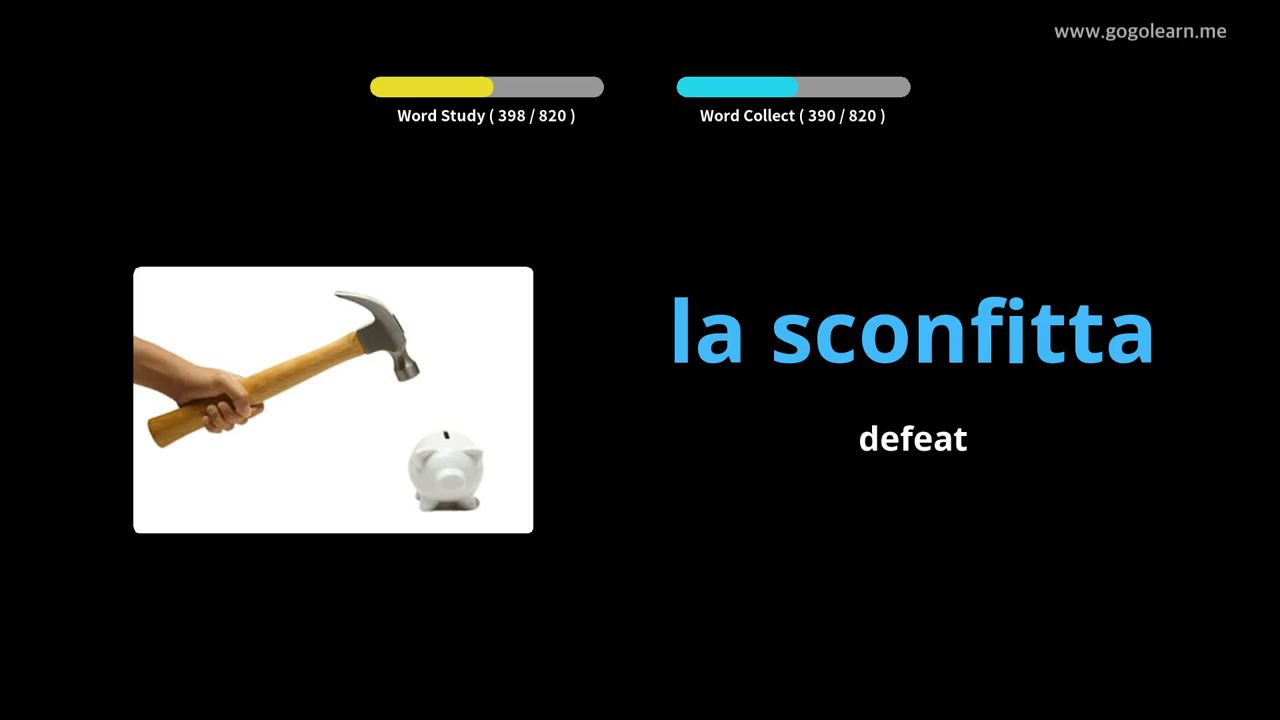 www.gogolearn.me
Word Study ( 398 / 820 )
Word Collect ( 390 / 820 )
la sconfitta
defeat